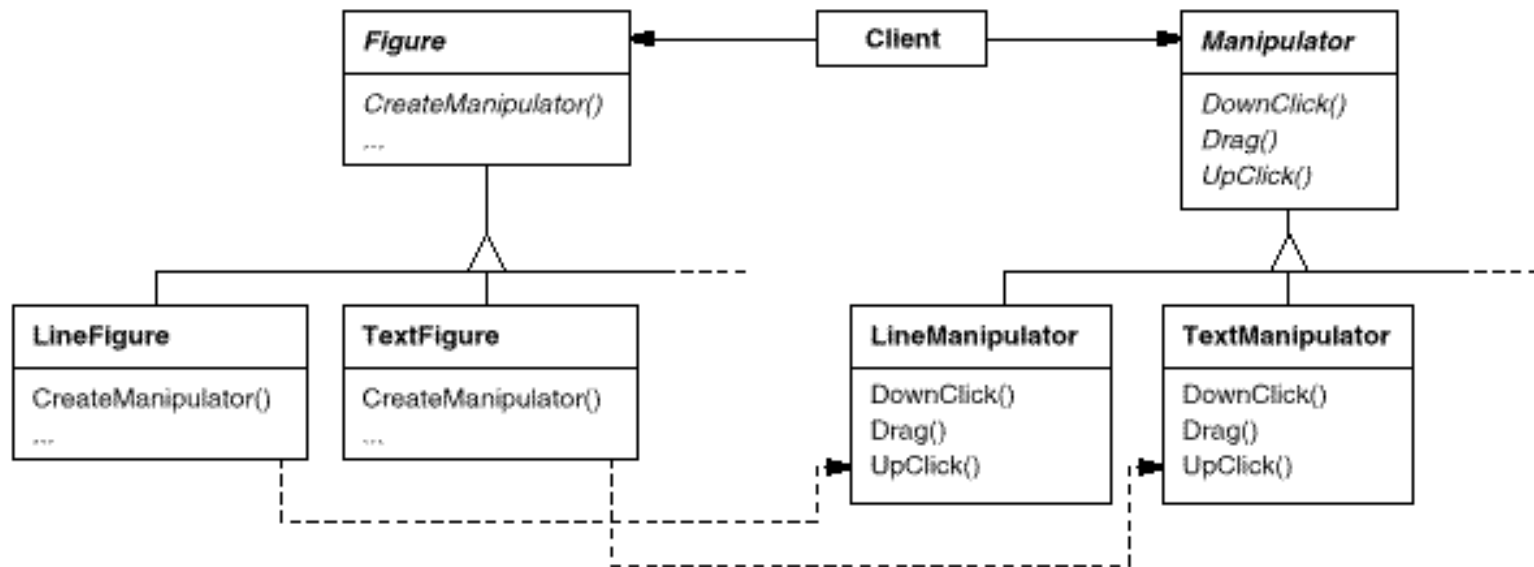 Figure
CreateManipulator()
...
Client
Manipulator
DownClick()
Drag()
UpClick()
LineFigure
CreateManipulator()
...
TextFigure
CreateManipulator()
...
LineManipulator
DownClick()
Drag()
UpClick()
TextManipulator
DownClick()
Drag()
UpClick()